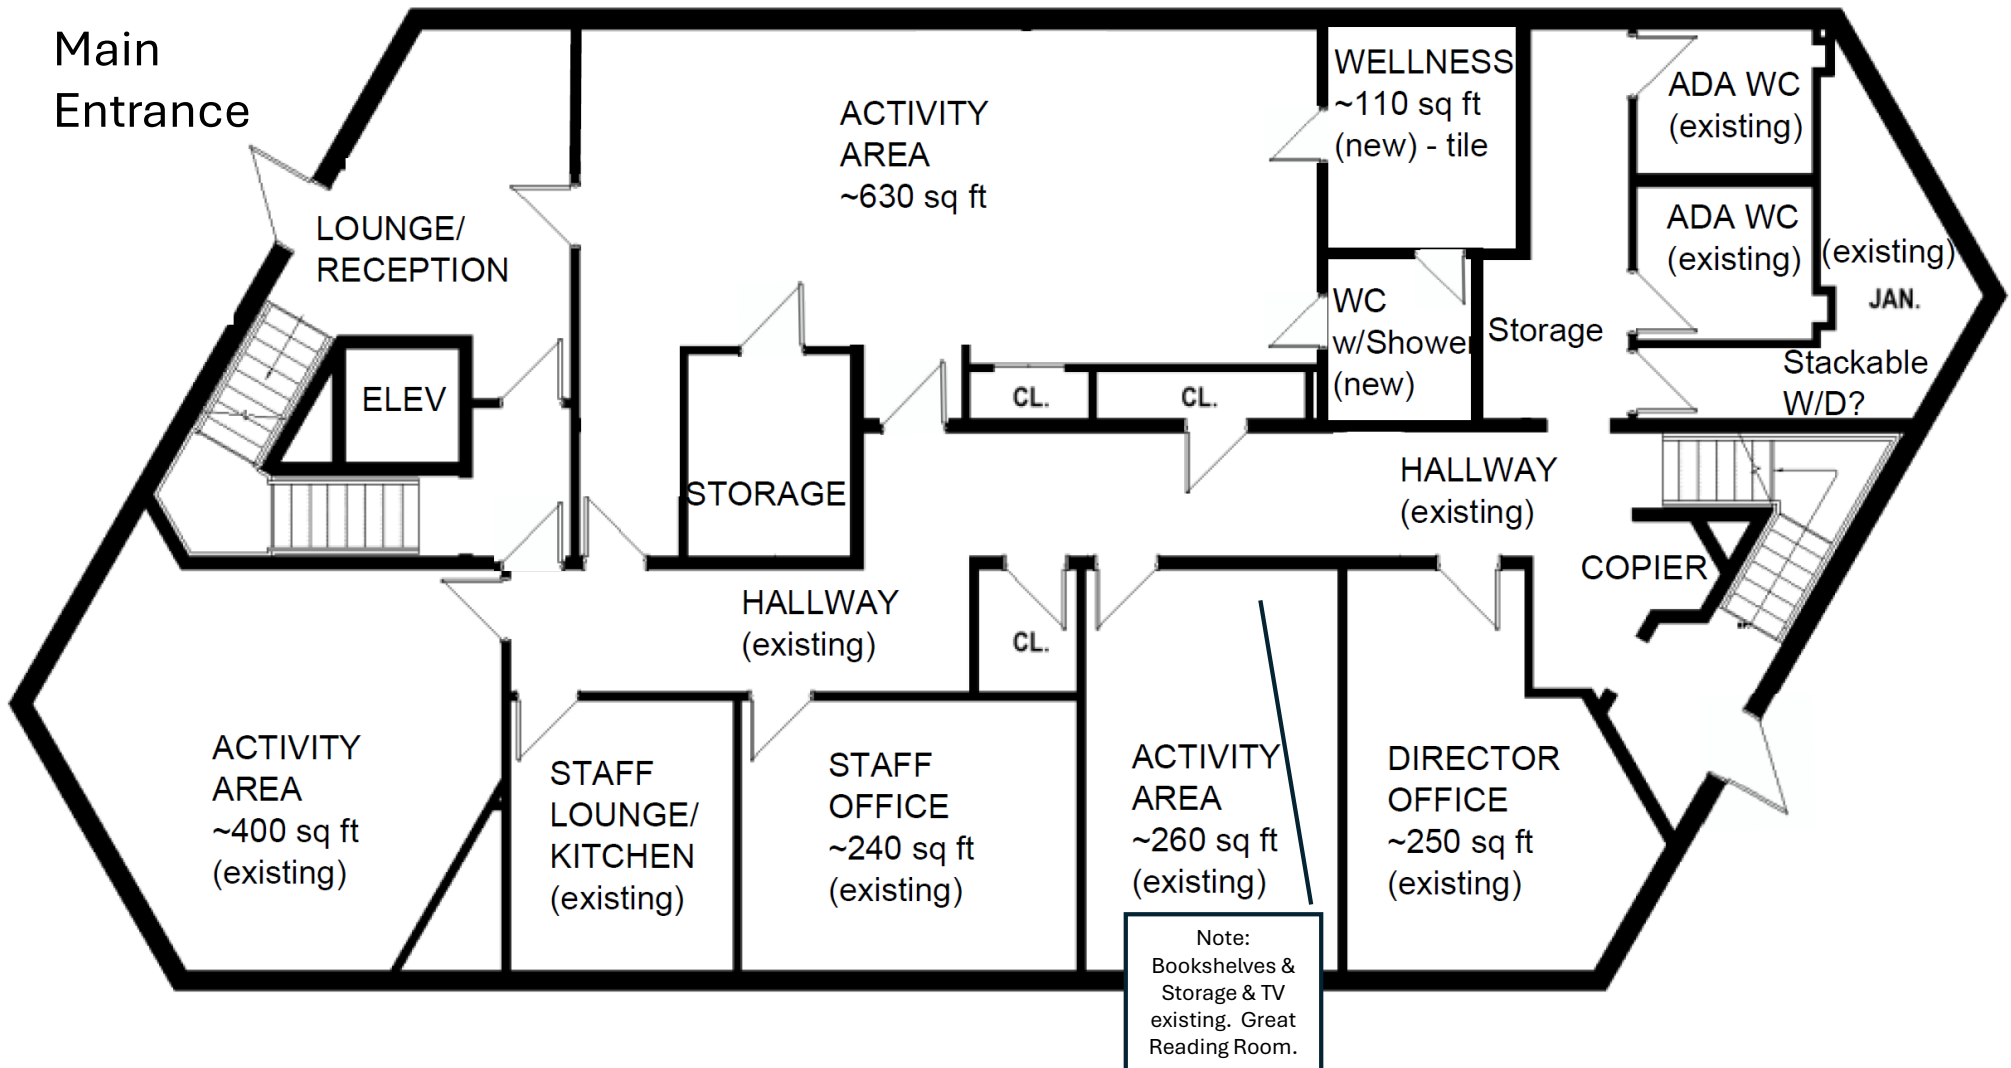 Main
Entrance
LOUNGE/
RECEPTION
ELEV
ACTIVITY
AREA
~630 sq ft
WELLNESS
~110 sq ft
(new) - tile
ADA WC
(existing)
ADA WC
(existing)
(existing)
JAN.
WC
w/Shower
(new)
Storage
Stackable
W/D?
CL.
CL.
STORAGE
HALLWAY
(existing)
COPIER
HALLWAY
(existing)
CL.
ACTIVITY
AREA
~400 sq ft
(existing)
STAFF
LOUNGE/
KITCHEN
(existing)
STAFF
OFFICE
~240 sq ft
(existing)
ACTIVITY
AREA
~260 sq ft
(existing)
DIRECTOR
OFFICE
~250 sq ft
(existing)
Note:
Bookshelves &
Storage & TV
existing. Great
Reading Room.